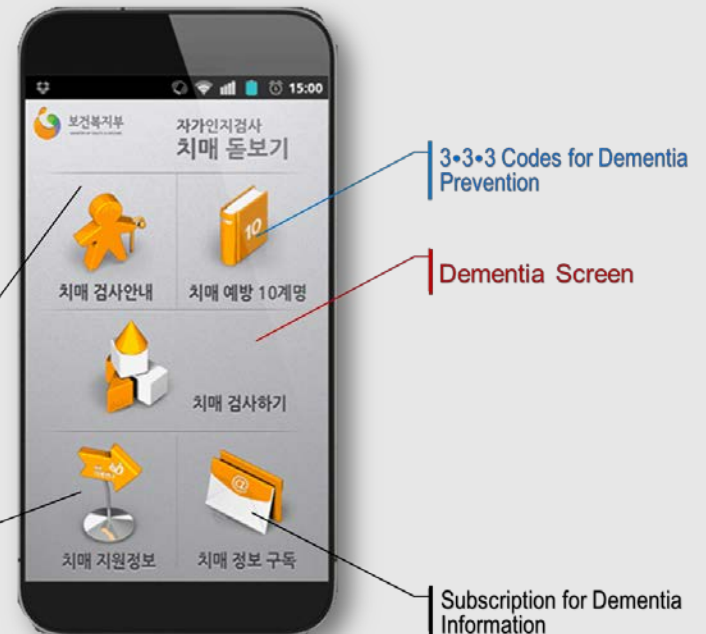 15:00
보건복지부
자가인지검사
치매 돋보기
3•3•3 Codes for Dementia
Prevention
10
치매 검사안내
치매 예방 10계명
Dementia Screen
치매 검사하기
@
치매 지원정보
치매 정보 구독
Subscription for Dementia
Information